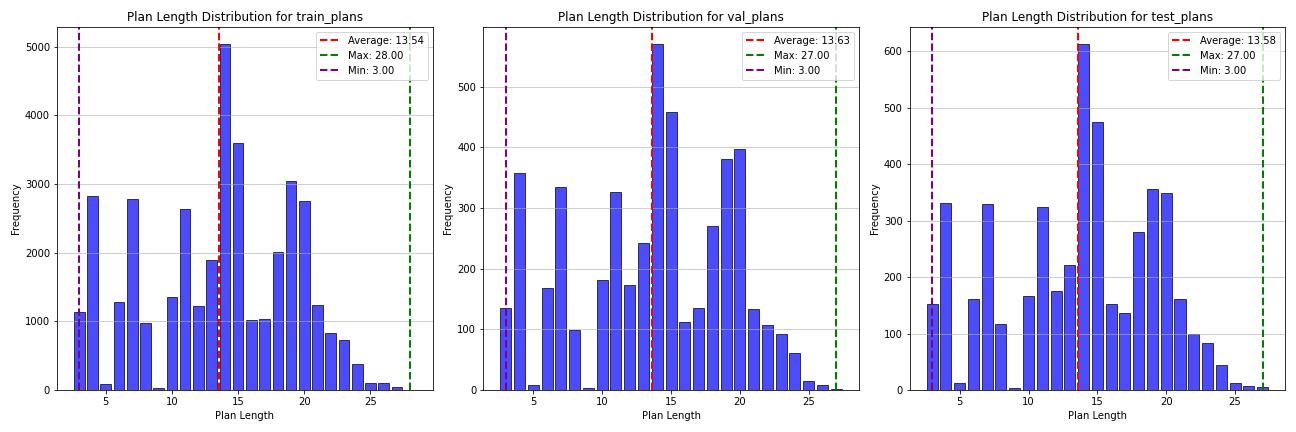 Plan Length Distribution for train_plans
Average: 13.54
Max: 28.00
Min: 3.00
5000
4000
3000
2000
1000
0
Frequency
5 10 15 20 25
Plan Length
Plan Length Distribution for val_plans
Average: 13.63
Max: 27.00
Min: 3.00
500
400
300
200
100
0
Frequency
5 10 15 20 25
Plan Length
Plan Length Distribution for test_plans
Average: 13.58
Max: 27.00
Min: 3.00
600
500
400
300
200
100
0
Frequency
5 10 15 20 25
Plan Length